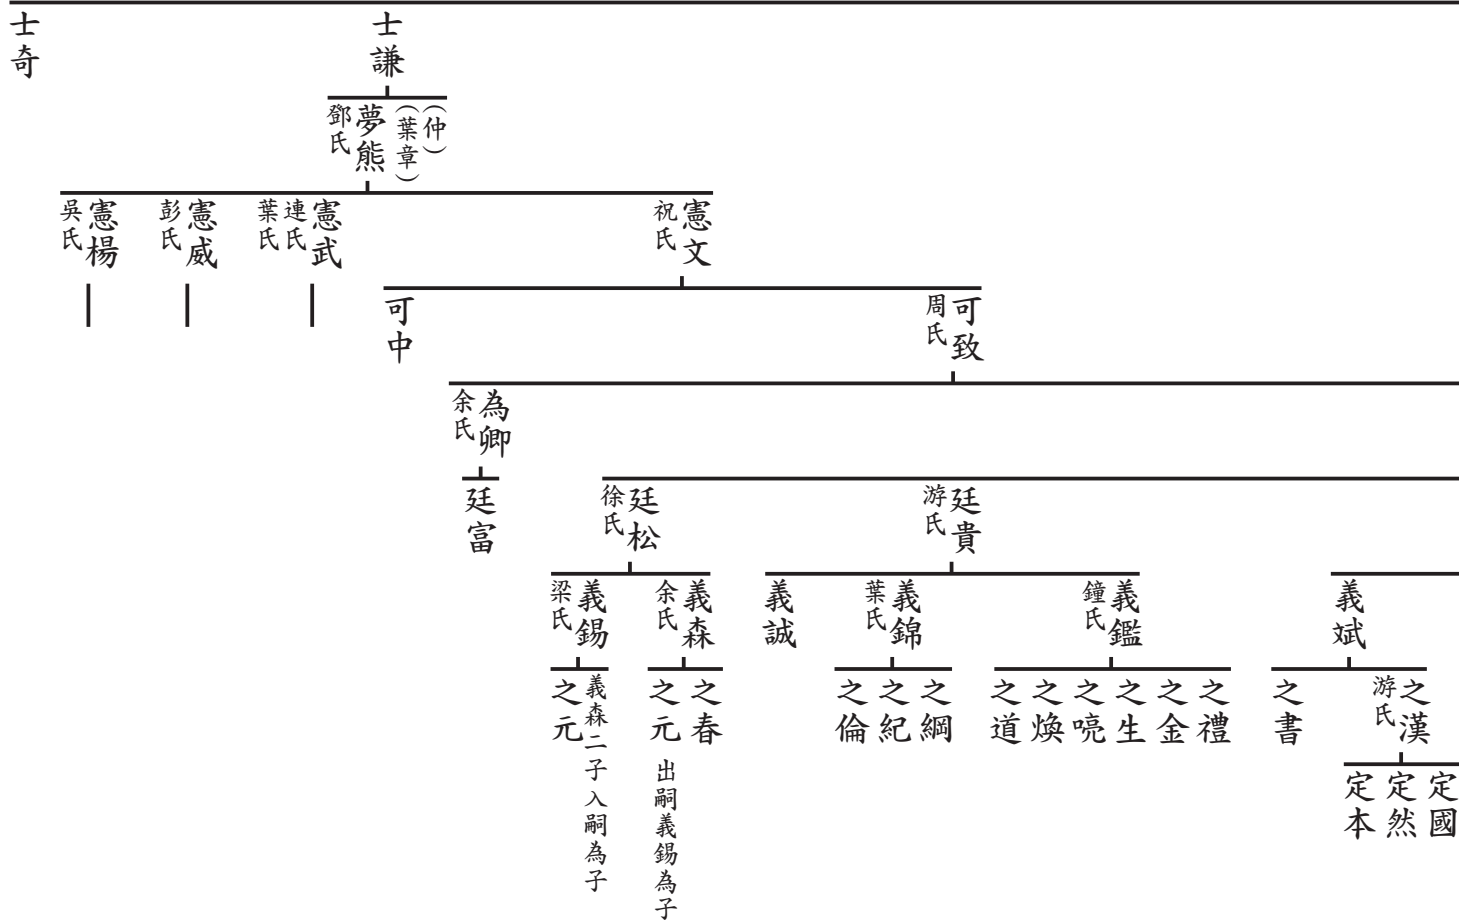 士謙
士奇
(仲)
(葉章)
夢熊
鄧氏
憲文
祝氏
憲武
連氏
葉氏
憲威
彭氏
憲楊
吳氏
可致
周氏
可中
為卿
余氏
廷貴
游氏
廷松
徐氏
廷富
義斌
義鑑
鐘氏
義錦
葉氏
義誠
義森
余氏
義錫
梁氏
之漢
游氏
之書
之禮
之金
之生
之喨
之煥
之道
之綱
之紀
之倫
之春
之元 出嗣義錫為子
義森二子入嗣為子
之元
定國
定然
定本